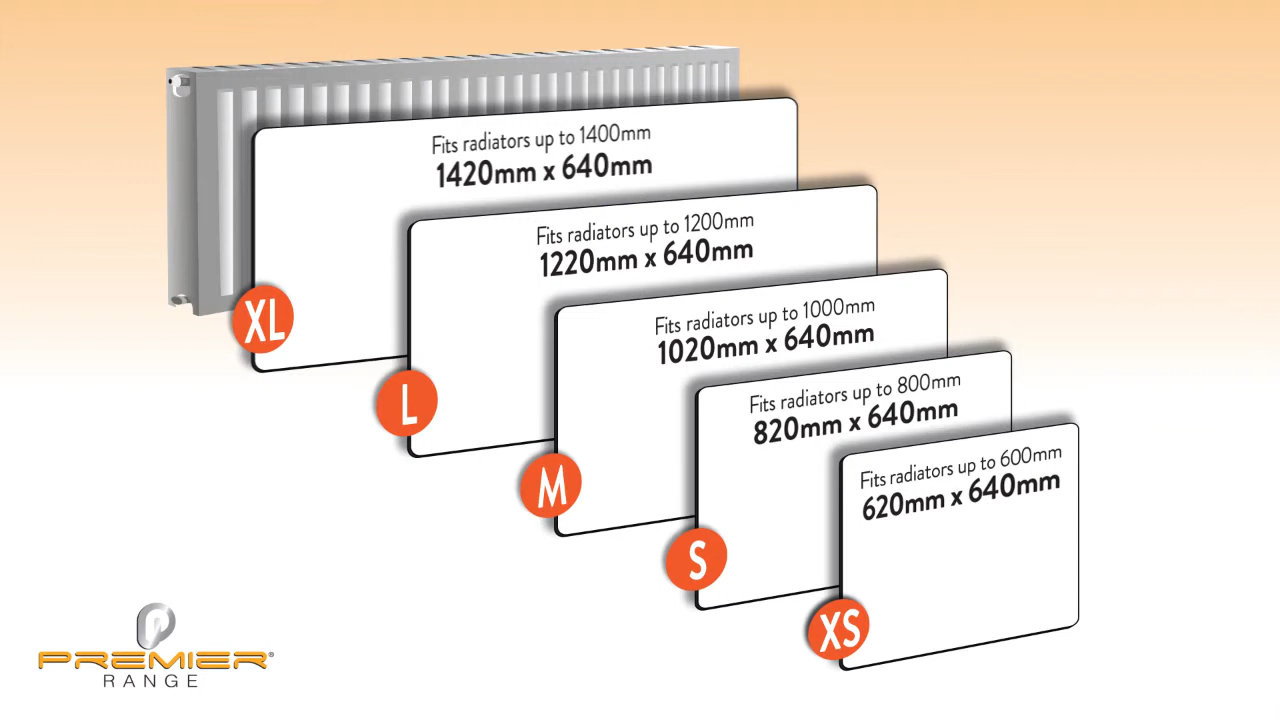 Fits radiators up to 1400mm
1420mm x 640mm
XL
Fits radiators up to 1200mm
1220mm x 640mm
L
Fits radiators up to 1000mm
1020mm x 640mm
M
Fits radiators up to 800mm
820mm x 640mm
S
Fits radiators up to 600mm
620mm x 640mm
XS
PREMIER®
RANGE